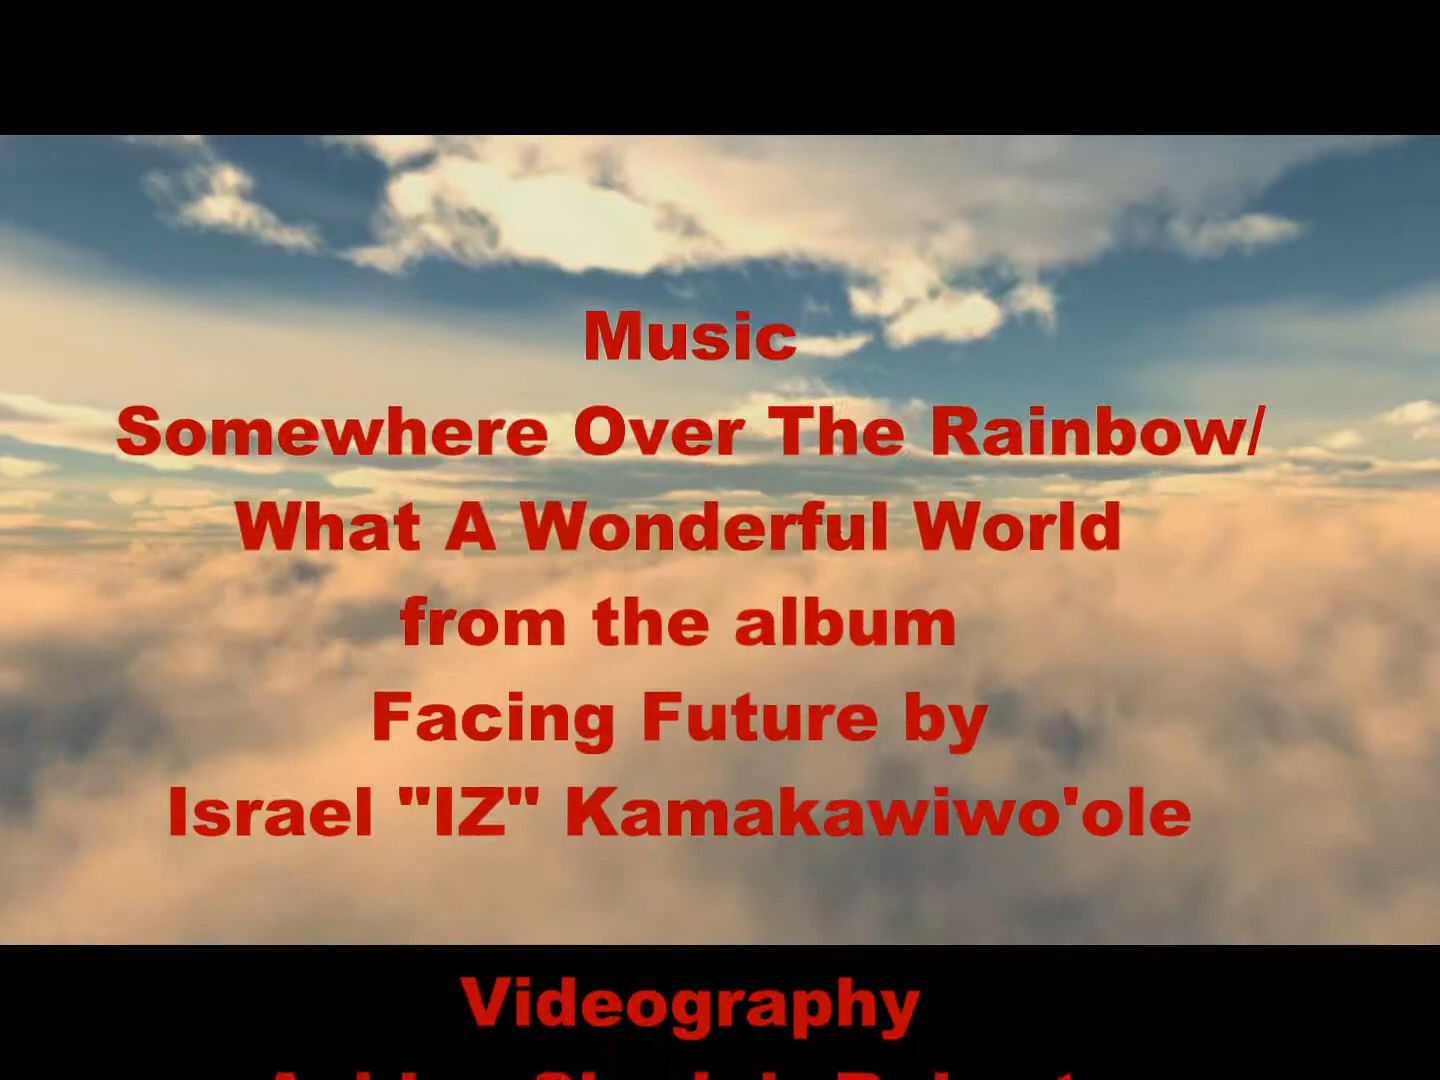 Music
Somewhere Over The Rainbow/
What A Wonderful World
from the album
Facing Future by
Israel "IZ" Kamakawiwo'ole
Videography